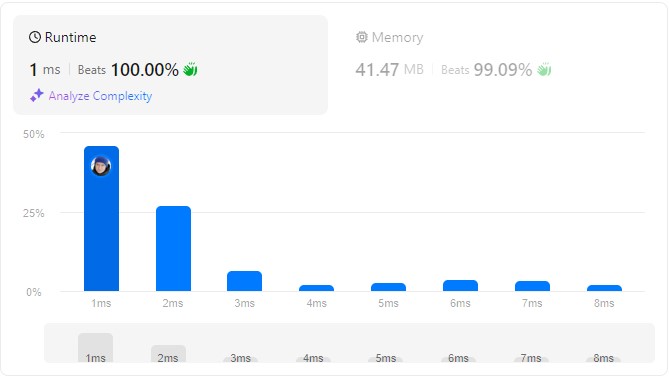 Runtime
Memory
1 ms | Beats 100.00%
41.47 MB | Beats 99.09%
Analyze Complexity
50%
25%
0%
1ms 2ms 3ms 4ms 5ms 6ms 7ms 8ms
1ms 2ms 3ms 4ms 5ms 6ms 7ms 8ms